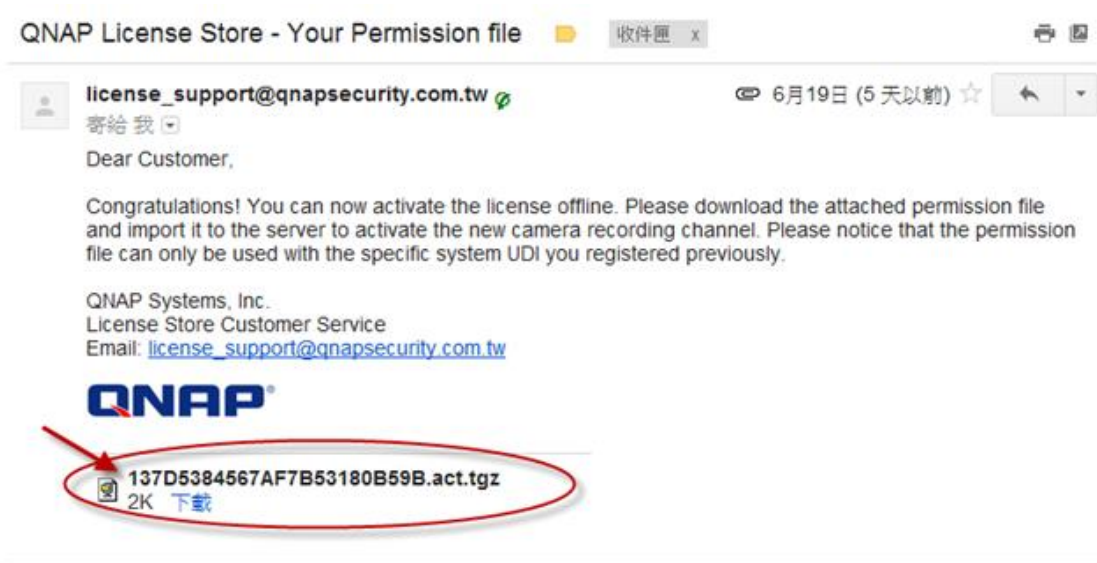 QNAP License Store - Your Permission file 收件匣 x
license_support@qnapsecurity.com.tw 6月19日 (5 天以前)
寄給 我
Dear Customer,
Congratulations! You can now activate the license offline. Please download the attached permission file
and import it to the server to activate the new camera recording channel. Please notice that the permission
file can only be used with the specific system UDI you registered previously.
QNAP Systems, Inc.
License Store Customer Service
Email: license_support@qnapsecurity.com.tw
QNAP®
137D5384567AF7B53180B59B.act.tgz
2K 下載